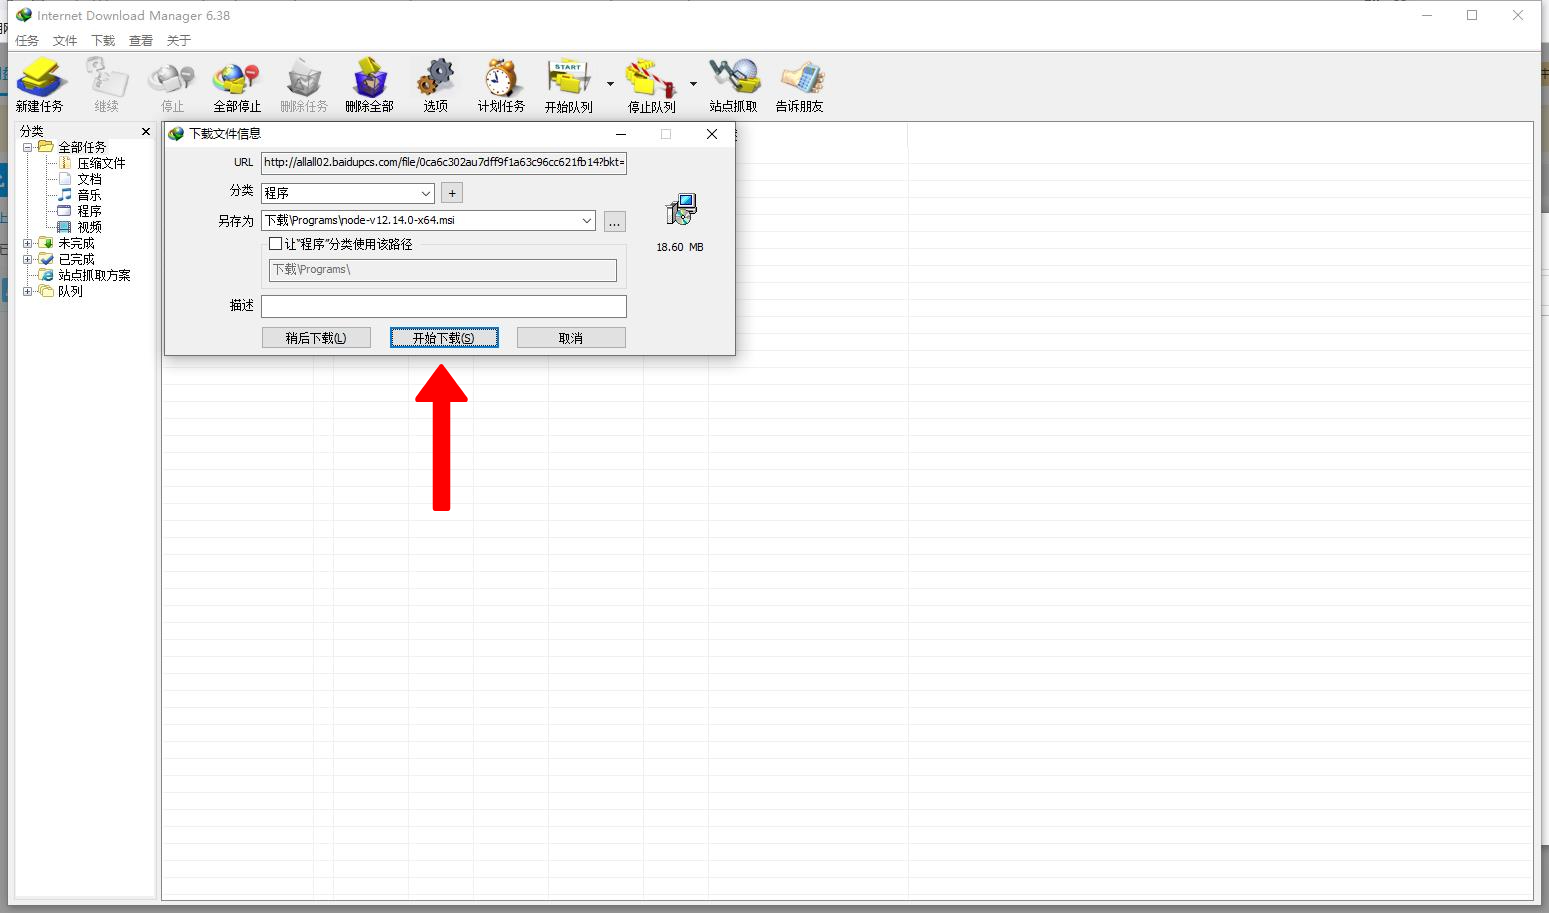 Internet Download Manager 6.38
任务 文件 下载 查看 关于
START
新建任务 继续 停止 全部停止 删除任务 删除全部 选项 计划任务 开始队列 停止队列 站点抓取 告诉朋友
分类
全部任务
压缩文件
文档
音乐
程序
视频
未完成
已完成
站点抓取方案
队列
下载文件信息
URL http://allall02.baidupcs.com/file/0ca6c302au7dff9f1a63c96cc621fb14?bkt=
分类 程序 +
另存为 下载\Programs\node-v12.14.0-x64.msi ...
18.60 MB
让"程序"分类使用该路径
下载\Programs\
描述
稍后下载(L) 开始下载(S) 取消